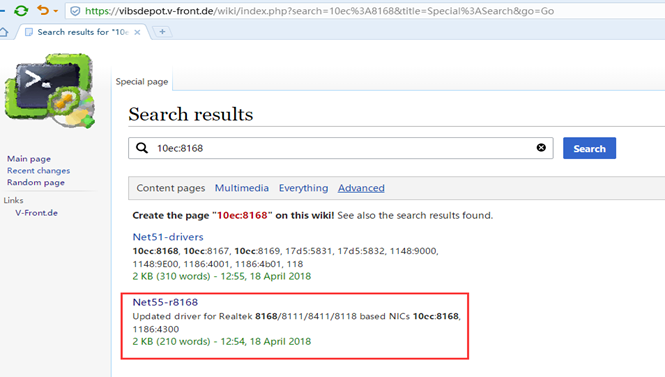 https://vibsdepot.v-front.de/wiki/index.php?search=10ec%3A8168&title=Special%3ASearch&go=Go
Search results for "10e
Special page
Search results
10ec:8168
Search
Main page
Recent changes
Random page
Links
V-Front.de
Content pages Multimedia Everything Advanced
Create the page "10ec:8168" on this wiki! See also the search results found.
Net51-drivers
10ec:8168, 10ec:8167, 10ec:8169, 17d5:5831, 17d5:5832, 1148:9000,
1148:9E00, 1186:4001, 1186:4b01, 118
2 KB (310 words) - 12:55, 18 April 2018
Net55-r8168
Updated driver for Realtek 8168/8111/8411/8118 based NICs 10ec:8168,
1186:4300
2 KB (210 words) - 12:54, 18 April 2018